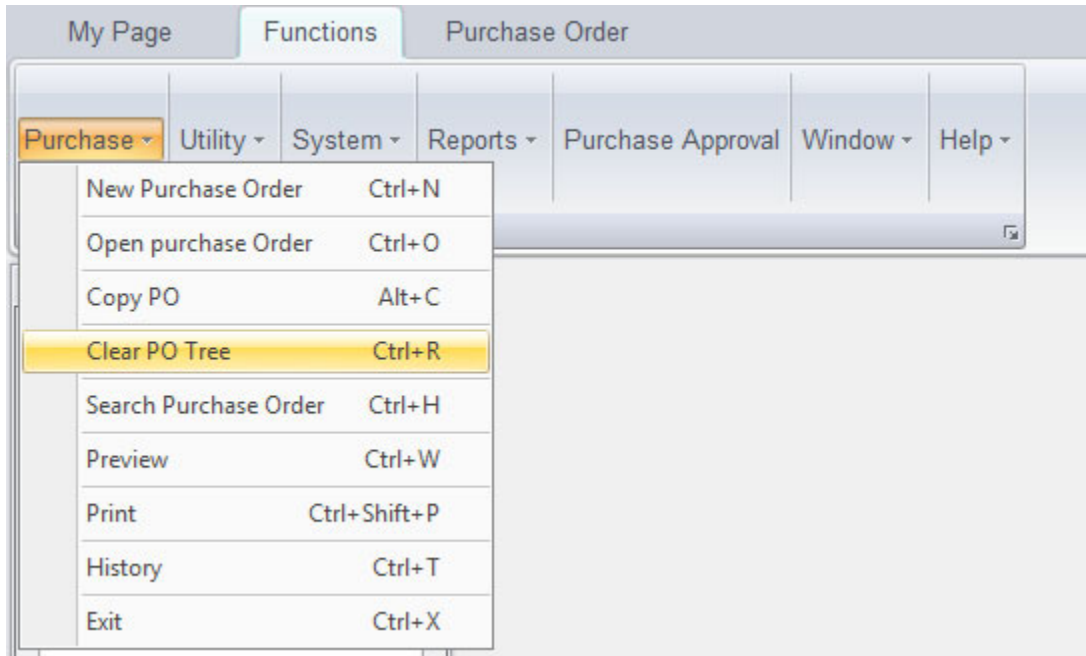 My Page Functions Purchase Order
Purchase Utility System Reports Purchase Approval Window Help
New Purchase Order Ctrl+N
Open purchase Order Ctrl+O
Copy PO Alt+C
Clear PO Tree Ctrl+R
Search Purchase Order Ctrl+H
Preview Ctrl+W
Print Ctrl+Shift+P
History Ctrl+T
Exit Ctrl+X